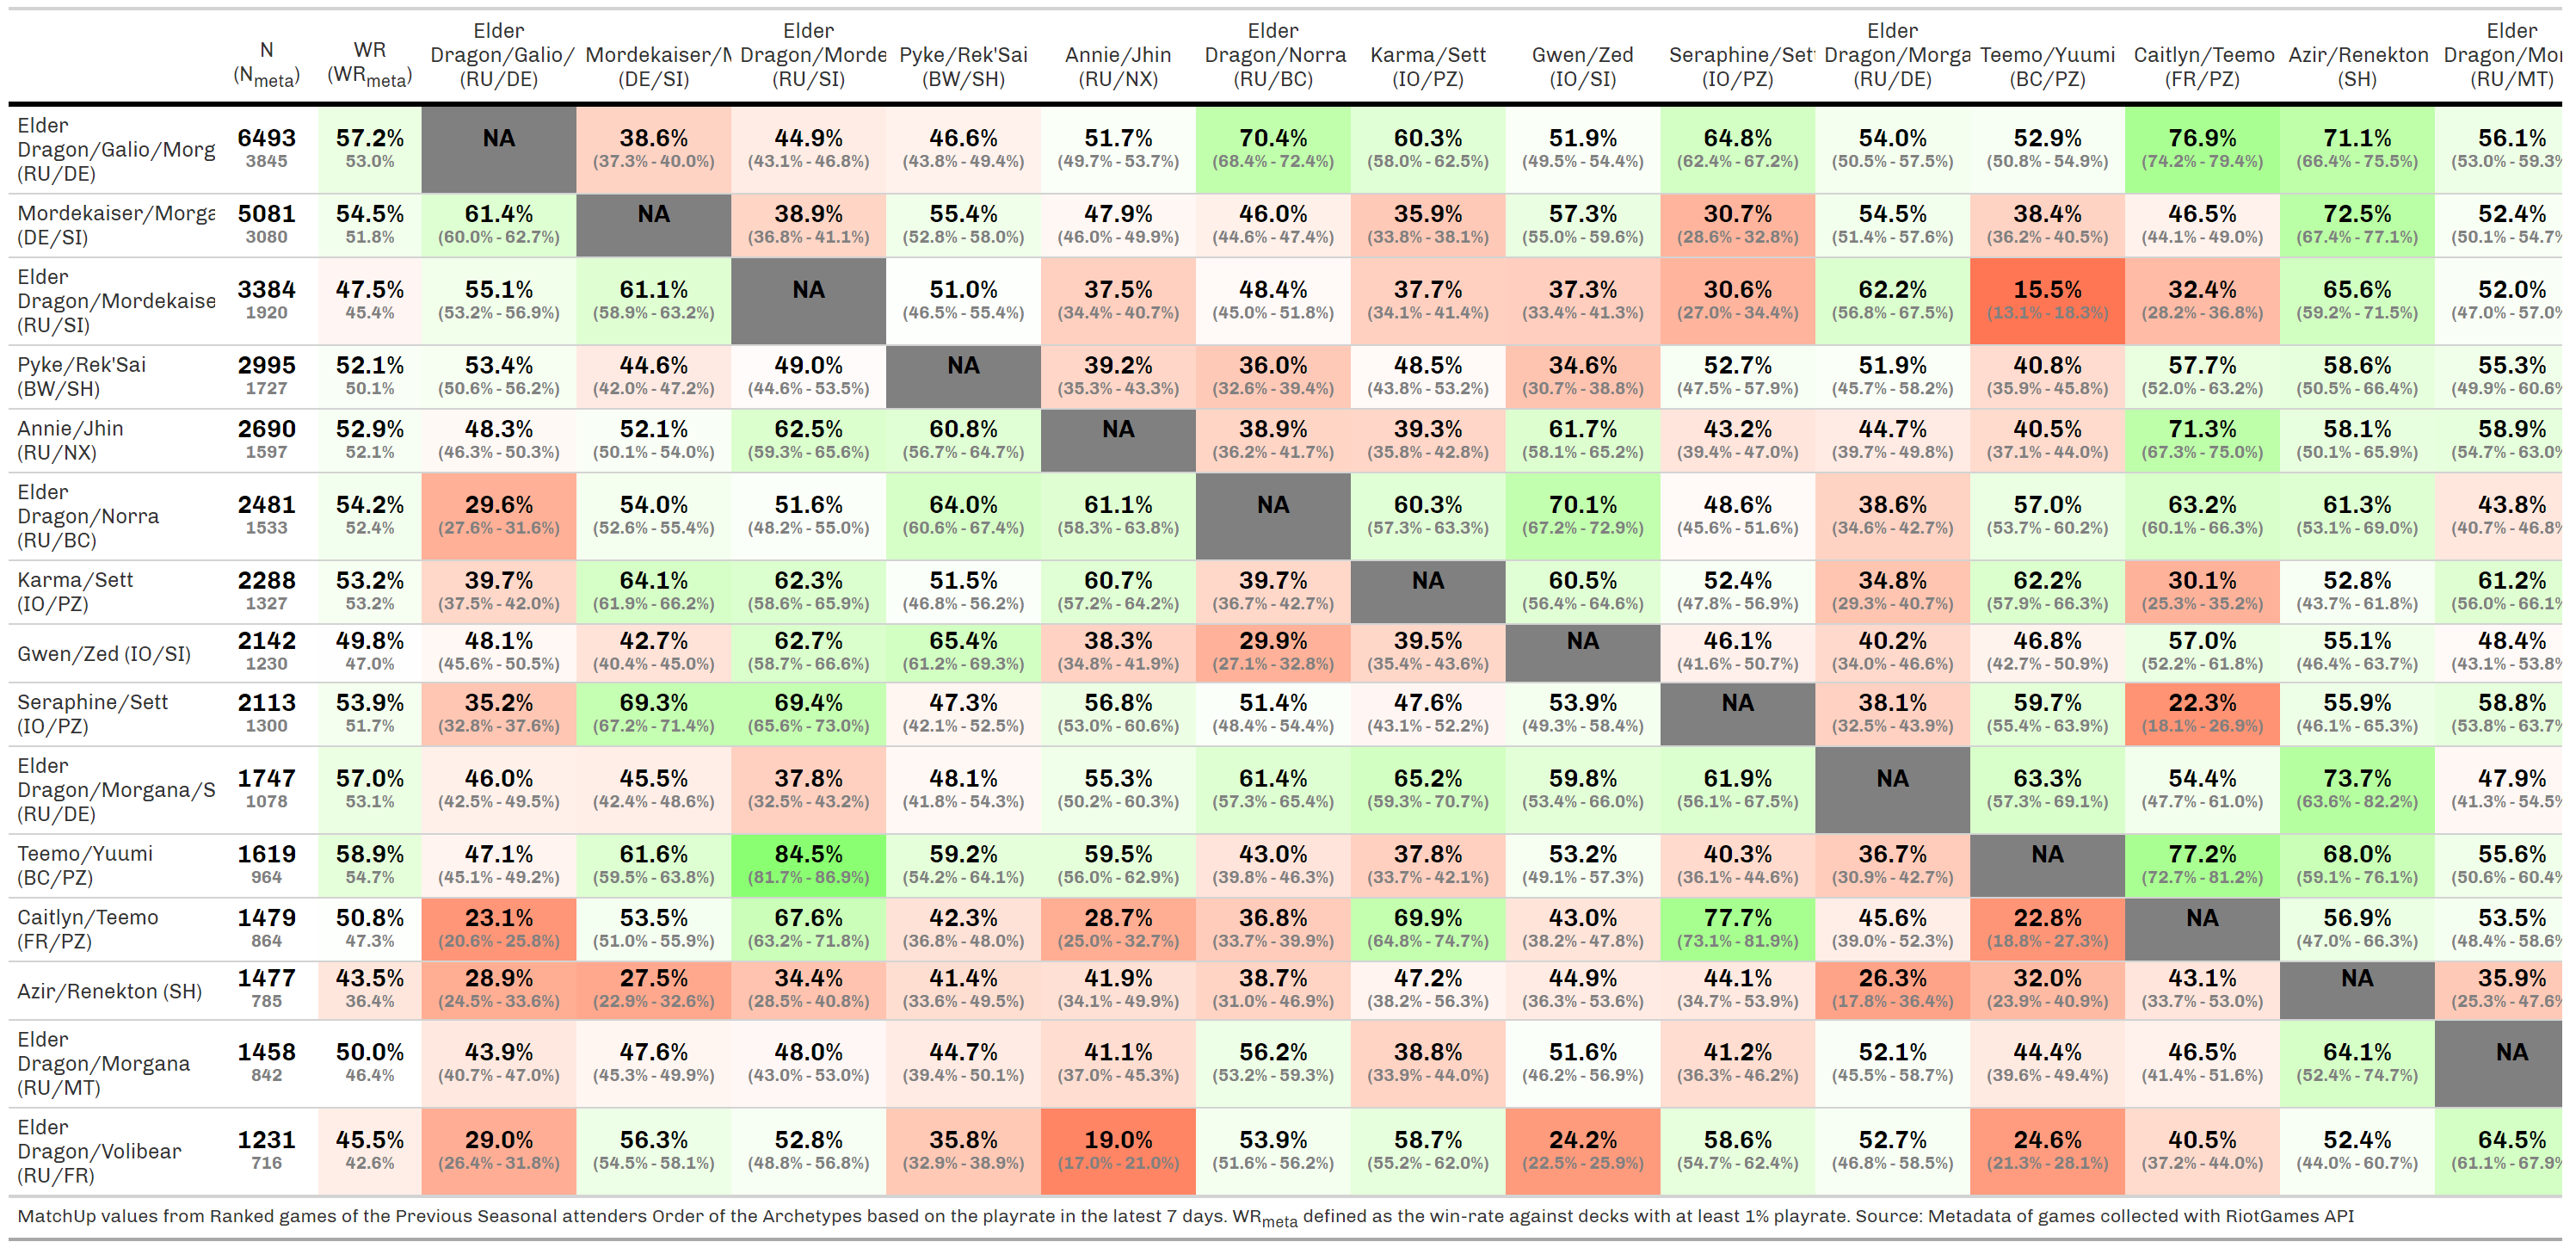 Elder Elder Elder Elder Elder
N WR Dragon/Galio/ Mordekaiser/M Dragon/Morde Pyke/Rek'Sai Annie/Jhin Dragon/Norra Karma/Sett Gwen/Zed Seraphine/Sett Dragon/Morga Teemo/Yuumi Caitlyn/Teemo Azir/Renekton Dragon/Mor
(Nmeta) (WRmeta) (RU/DE) (DE/SI) (RU/SI) (BW/SH) (RU/NX) (RU/BC) (IO/PZ) (IO/SI) (IO/PZ) (RU/DE) (BC/PZ) (FR/PZ) (SH) (RU/MT)
Elder
Dragon/Galio/Morg
(RU/DE)
6493 57.2% NA 38.6% 44.9% 46.6% 51.7% 70.4% 60.3% 51.9% 64.8% 54.0% 52.9% 76.9% 71.1% 56.1%
3845 53.0% (37.3% - 40.0%) (43.1% - 46.8%) (43.8% - 49.4%) (49.7% - 53.7%) (68.4% - 72.4%) (58.0% - 62.5%) (49.5% - 54.4%) (62.4% - 67.2%) (50.5% - 57.5%) (50.8% - 54.9%) (74.2% - 79.4%) (66.4% - 75.5%) (53.0% - 59.3%
Mordekaiser/Morga
(DE/SI)
5081 54.5% 61.4% NA 38.9% 55.4% 47.9% 46.0% 35.9% 57.3% 30.7% 54.5% 38.4% 46.5% 72.5% 52.4%
3080 51.8% (60.0% - 62.7%) (36.8% - 41.1%) (52.8% - 58.0%) (46.0% - 49.9%) (44.6% - 47.4%) (33.8% - 38.1%) (55.0% - 59.6%) (28.6% - 32.8%) (51.4% - 57.6%) (36.2% - 40.5%) (44.1% - 49.0%) (67.4% - 77.1%) (50.1% - 54.7%
Elder
Dragon/Mordekaise
(RU/SI)
3384 47.5% 55.1% 61.1% NA 51.0% 37.5% 48.4% 37.7% 37.3% 30.6% 62.2% 15.5% 32.4% 65.6% 52.0%
1920 45.4% (53.2% - 56.9%) (58.9% - 63.2%) (46.5% - 55.4%) (34.4% - 40.7%) (45.0% - 51.8%) (34.1% - 41.4%) (33.4% - 41.3%) (27.0% - 34.4%) (56.8% - 67.5%) (13.1% - 18.3%) (28.2% - 36.8%) (59.2% - 71.5%) (47.0% - 57.0%
Pyke/Rek'Sai
(BW/SH)
2995 52.1% 53.4% 44.6% 49.0% NA 39.2% 36.0% 48.5% 34.6% 52.7% 51.9% 40.8% 57.7% 58.6% 55.3%
1727 50.1% (50.6% - 56.2%) (42.0% - 47.2%) (44.6% - 53.5%) (35.3% - 43.3%) (32.6% - 39.4%) (43.8% - 53.2%) (30.7% - 38.8%) (47.5% - 57.9%) (45.7% - 58.2%) (35.9% - 45.8%) (52.0% - 63.2%) (50.5% - 66.4%) (49.9% - 60.6%
Annie/Jhin
(RU/NX)
2690 52.9% 48.3% 52.1% 62.5% 60.8% NA 38.9% 39.3% 61.7% 43.2% 44.7% 40.5% 71.3% 58.1% 58.9%
1597 52.1% (46.3% - 50.3%) (50.1% - 54.0%) (59.3% - 65.6%) (56.7% - 64.7%) (36.2% - 41.7%) (35.8% - 42.8%) (58.1% - 65.2%) (39.4% - 47.0%) (39.7% - 49.8%) (37.1% - 44.0%) (67.3% - 75.0%) (50.1% - 65.9%) (54.7% - 63.0%
Elder
Dragon/Norra
(RU/BC)
2481 54.2% 29.6% 54.0% 51.6% 64.0% 61.1% NA 60.3% 70.1% 48.6% 38.6% 57.0% 63.2% 61.3% 43.8%
1533 52.4% (27.6% - 31.6%) (52.6% - 55.4%) (48.2% - 55.0%) (60.6% - 67.4%) (58.3% - 63.8%) (57.3% - 63.3%) (67.2% - 72.9%) (45.6% - 51.6%) (34.6% - 42.7%) (53.7% - 60.2%) (60.1% - 66.3%) (53.1% - 69.0%) (40.7% - 46.8%
Karma/Sett
(IO/PZ)
2288 53.2% 39.7% 64.1% 62.3% 51.5% 60.7% 39.7% NA 60.5% 52.4% 34.8% 62.2% 30.1% 52.8% 61.2%
1327 53.2% (37.5% - 42.0%) (61.9% - 66.2%) (58.6% - 65.9%) (46.8% - 56.2%) (57.2% - 64.2%) (36.7% - 42.7%) (56.4% - 64.6%) (47.8% - 56.9%) (29.3% - 40.7%) (57.9% - 66.3%) (25.3% - 35.2%) (43.7% - 61.8%) (56.0% - 66.1%
Gwen/Zed (IO/SI)
2142 49.8% 48.1% 42.7% 62.7% 65.4% 38.3% 29.9% 39.5% NA 46.1% 40.2% 46.8% 57.0% 55.1% 48.4%
1230 47.0% (45.6% - 50.5%) (40.4% - 45.0%) (58.7% - 66.6%) (61.2% - 69.3%) (34.8% - 41.9%) (27.1% - 32.8%) (35.4% - 43.6%) (41.6% - 50.7%) (34.0% - 46.6%) (42.7% - 50.9%) (52.2% - 61.8%) (46.4% - 63.7%) (43.1% - 53.8%
Seraphine/Sett
(IO/PZ)
2113 53.9% 35.2% 69.3% 69.4% 47.3% 56.8% 51.4% 47.6% 53.9% NA 38.1% 59.7% 22.3% 55.9% 58.8%
1300 51.7% (32.8% - 37.6%) (67.2% - 71.4%) (65.6% - 73.0%) (42.1% - 52.5%) (53.0% - 60.6%) (48.4% - 54.4%) (43.1% - 52.2%) (49.3% - 58.4%) (32.5% - 43.9%) (55.4% - 63.9%) (18.1% - 26.9%) (46.1% - 65.3%) (53.8% - 63.7%
Elder
Dragon/Morgana/S
(RU/DE)
1747 57.0% 46.0% 45.5% 37.8% 48.1% 55.3% 61.4% 65.2% 59.8% 61.9% NA 63.3% 54.4% 73.7% 47.9%
1078 53.1% (42.5% - 49.5%) (42.4% - 48.6%) (32.5% - 43.2%) (41.8% - 54.3%) (50.2% - 60.3%) (57.3% - 65.4%) (59.3% - 70.7%) (53.4% - 66.0%) (56.1% - 67.5%) (57.3% - 69.1%) (47.7% - 61.0%) (63.6% - 82.2%) (41.3% - 54.5%
Teemo/Yuumi
(BC/PZ)
1619 58.9% 47.1% 61.6% 84.5% 59.2% 59.5% 43.0% 37.8% 53.2% 40.3% 36.7% NA 77.2% 68.0% 55.6%
964 54.7% (45.1% - 49.2%) (59.5% - 63.8%) (81.7% - 86.9%) (54.2% - 64.1%) (56.0% - 62.9%) (39.8% - 46.3%) (33.7% - 42.1%) (49.1% - 57.3%) (36.1% - 44.6%) (30.9% - 42.7%) (72.7% - 81.2%) (59.1% - 76.1%) (50.6% - 60.4%
Caitlyn/Teemo
(FR/PZ)
1479 50.8% 23.1% 53.5% 67.6% 42.3% 28.7% 36.8% 69.9% 43.0% 77.7% 45.6% 22.8% NA 56.9% 53.5%
864 47.3% (20.6% - 25.8%) (51.0% - 55.9%) (63.2% - 71.8%) (36.8% - 48.0%) (25.0% - 32.7%) (33.7% - 39.9%) (64.8% - 74.7%) (38.2% - 47.8%) (73.1% - 81.9%) (39.0% - 52.3%) (18.8% - 27.3%) (47.0% - 66.3%) (48.4% - 58.6%
Azir/Renekton (SH)
1477 43.5% 28.9% 27.5% 34.4% 41.4% 41.9% 38.7% 47.2% 44.9% 44.1% 26.3% 32.0% 43.1% NA 35.9%
785 36.4% (24.5% - 33.6%) (22.9% - 32.6%) (28.5% - 40.8%) (33.6% - 49.5%) (34.1% - 49.9%) (31.0% - 46.9%) (38.2% - 56.3%) (36.3% - 53.6%) (34.7% - 53.9%) (17.8% - 36.4%) (23.9% - 40.9%) (33.7% - 53.0%) (25.3% - 47.6%
Elder
Dragon/Morgana
(RU/MT)
1458 50.0% 43.9% 47.6% 48.0% 44.7% 41.1% 56.2% 38.8% 51.6% 41.2% 52.1% 44.4% 46.5% 64.1% NA
842 46.4% (40.7% - 47.0%) (45.3% - 49.9%) (43.0% - 53.0%) (39.4% - 50.1%) (37.0% - 45.3%) (53.2% - 59.3%) (33.9% - 44.0%) (46.2% - 56.9%) (36.3% - 46.2%) (45.5% - 58.7%) (39.6% - 49.4%) (41.4% - 51.6%) (52.4% - 74.7%)
Elder
Dragon/Volibear
(RU/FR)
1231 45.5% 29.0% 56.3% 52.8% 35.8% 19.0% 53.9% 58.7% 24.2% 58.6% 52.7% 24.6% 40.5% 52.4% 64.5%
716 42.6% (26.4% - 31.8%) (54.5% - 58.1%) (48.8% - 56.8%) (32.9% - 38.9%) (17.0% - 21.0%) (51.6% - 56.2%) (55.2% - 62.0%) (22.5% - 25.9%) (54.7% - 62.4%) (46.8% - 58.5%) (21.3% - 28.1%) (37.2% - 44.0%) (44.0% - 60.7%) (61.1% - 67.9%
MatchUp values from Ranked games of the Previous Seasonal attenders Order of the Archetypes based on the playrate in the latest 7 days. WRmeta defined as the win-rate against decks with at least 1% playrate. Source: Metadata of games collected with RiotGames API